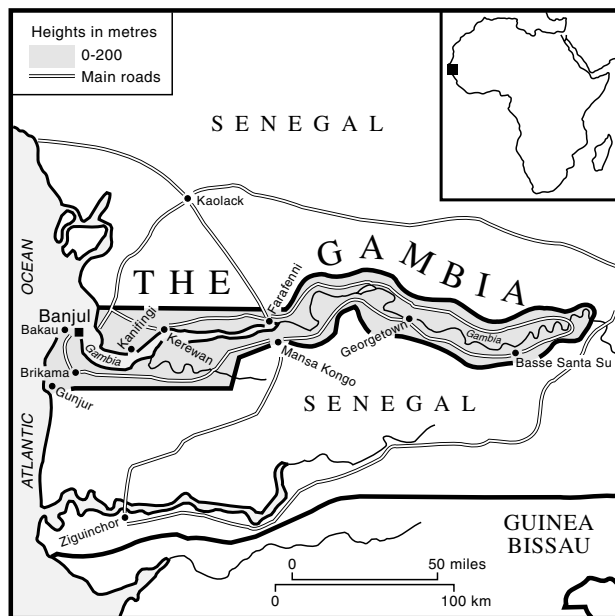 Heights in metres
0-200
Main roads
SENEGAL
Kaolack
OCEAN
THE GAMBIA
Farafenni
Kanifingi
Banjul
Bakau
Gambia
Kerewan
Georgetown
Gambia
Mansa Kongo
Basse Santa Su
Brikama
Gunjur
SENEGAL
ATLANTIC
Ziguinchor
GUINEA
BISSAU
0 50 miles
0 100 km